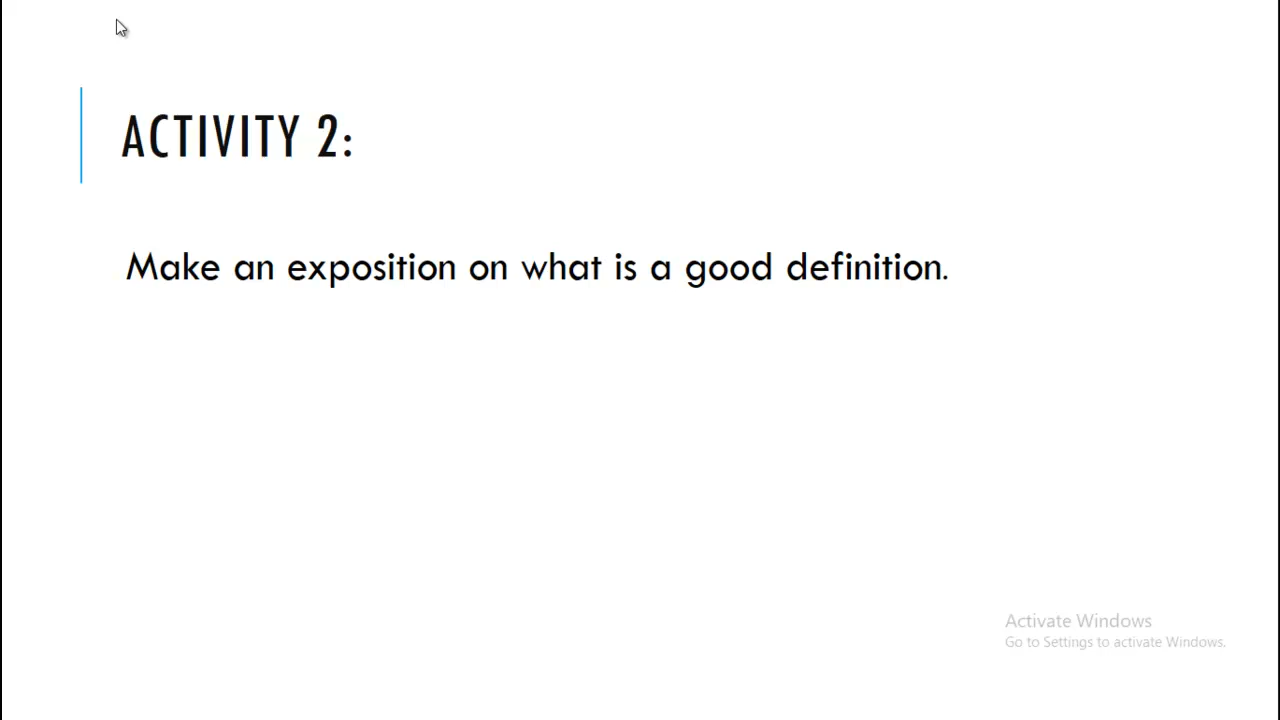 ACTIVITY 2:
Make an exposition on what is a good definition.
Activate Windows
Go to Settings to activate Windows.